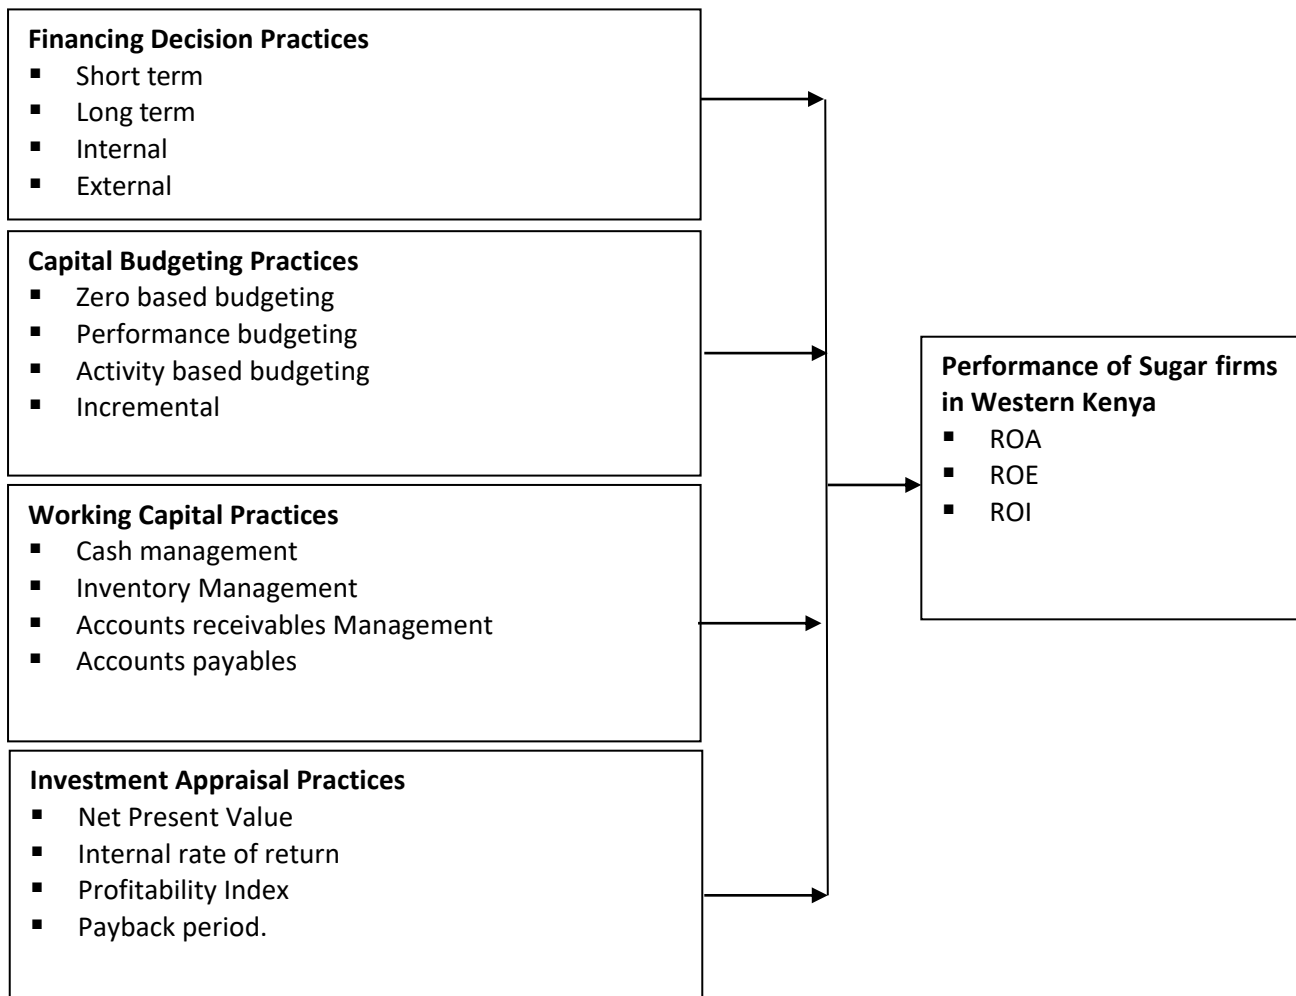 Financing Decision Practices
▪ Short term
▪ Long term
▪ Internal
▪ External
Capital Budgeting Practices
▪ Zero based budgeting
▪ Performance budgeting
▪ Activity based budgeting
▪ Incremental
Working Capital Practices
▪ Cash management
▪ Inventory Management
▪ Accounts receivables Management
▪ Accounts payables
Investment Appraisal Practices
▪ Net Present Value
▪ Internal rate of return
▪ Profitability Index
▪ Payback period.
Performance of Sugar firms
in Western Kenya
▪ ROA
▪ ROE
▪ ROI